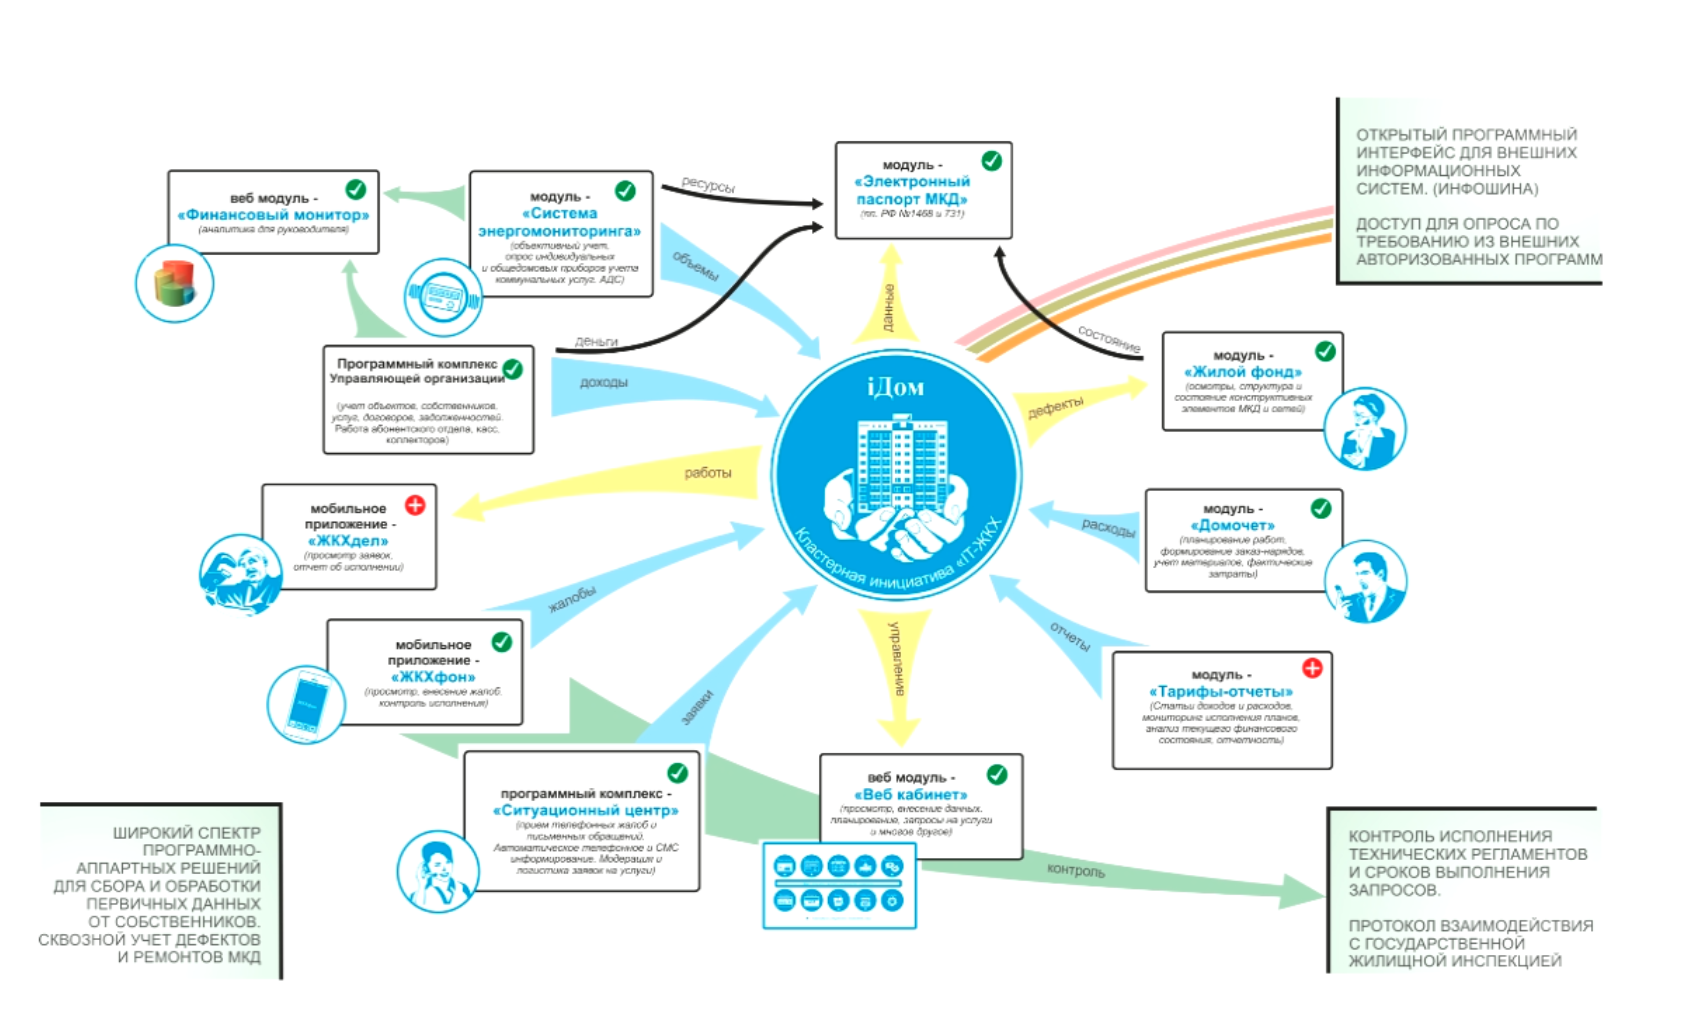 ОТКРЫТЫЙ ПРОГРАММНЫЙ
ИНТЕРФЕЙС ДЛЯ ВНЕШНИХ
ИНФОРМАЦИОННЫХ
СИСТЕМ. (ИНФОШИНА)
ДОСТУП ДЛЯ ОПРОСА ПО
ТРЕБОВАНИЮ ИЗ ВНЕШНИХ
АВТОРИЗОВАННЫХ ПРОГРАММ
веб модуль -
«Финансовый монитор»
(аналитика для руководителя)
модуль -
«Система
энергомониторинга»
(объективный учет,
опрос индивидуальных
и общедомовых приборов учета
коммунальных услуг. АДС)
ресурсы
модуль -
«Электронный
паспорт МКД»
(пп. РФ №1468 и 731)
объемы
данные
деньги
состояние
Программный комплекс
Управляющей организации
(учет объектов, собственников,
услуг, договоров, задолженностей.
Работа абонентского отдела, касс,
коллекторов)
доходы
iДом
Кластерная инициатива «IT-ЖКХ
дефекты
модуль -
«Жилой фонд»
(осмотры, структура и
состояние конструктивных
элементов МКД и сетей)
работы
мобильное
приложение -
«ЖКХдел»
(просмотр заявок,
отчет об исполнении)
расходы
модуль -
«Домочет»
(планирование работ,
формирование заказ-нарядов,
учет материалов, фактические
затраты)
жалобы
мобильное
приложение -
«ЖКХфон»
(просмотр, внесение жалоб,
контроль исполнения)
заявки
управление
отчеты
модуль -
«Тарифы-отчеты»
(Статьи доходов и расходов,
мониторинг исполнения планов,
анализ текущего финансового
состояния, отчетность)
программный комплекс -
«Ситуационный центр»
(прием телефонных жалоб и
письменных обращений.
Автоматическое телефонное и СМС
информирование. Модерация и
логистика заявок на услуги)
веб модуль -
«Веб кабинет»
(просмотр, внесение данных,
планирование, запросы на услуги
и многое другое)
контроль
ШИРОКИЙ СПЕКТР
ПРОГРАММНО-
АППАРТНЫХ РЕШЕНИЙ
ДЛЯ СБОРА И ОБРАБОТКИ
ПЕРВИЧНЫХ ДАННЫХ
ОТ СОБСТВЕННИКОВ.
СКВОЗНОЙ УЧЕТ ДЕФЕКТОВ
И РЕМОНТОВ МКД
КОНТРОЛЬ ИСПОЛНЕНИЯ
ТЕХНИЧЕСКИХ РЕГЛАМЕНТОВ
И СРОКОВ ВЫПОЛНЕНИЯ
ЗАПРОСОВ.
ПРОТОКОЛ ВЗАИМОДЕЙСТВИЯ
С ГОСУДАРСТВЕННОЙ
ЖИЛИЩНОЙ ИНСПЕКЦИЕЙ